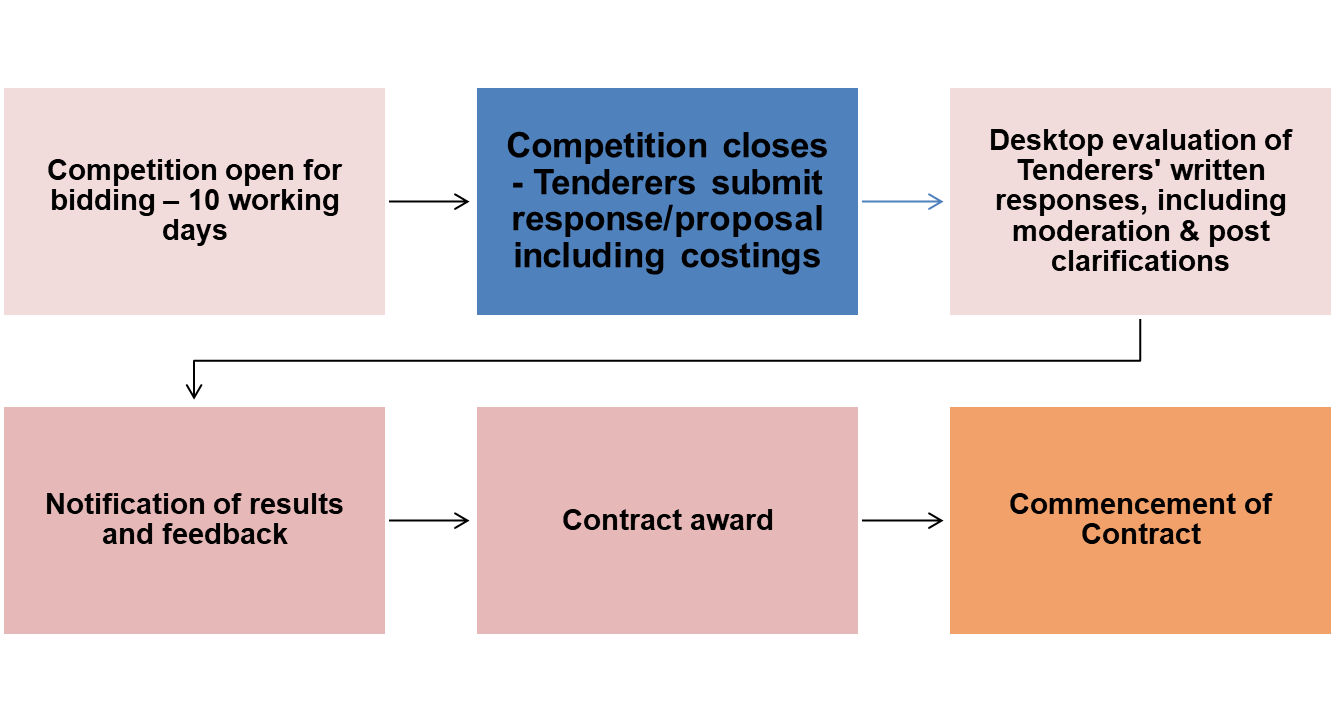 Competition open for
bidding – 10 working
days
Competition closes
- Tenderers submit
response/proposal
including costings
Desktop evaluation of
Tenderers' written
responses, including
moderation & post
clarifications
Notification of results
and feedback
Contract award
Commencement of
Contract